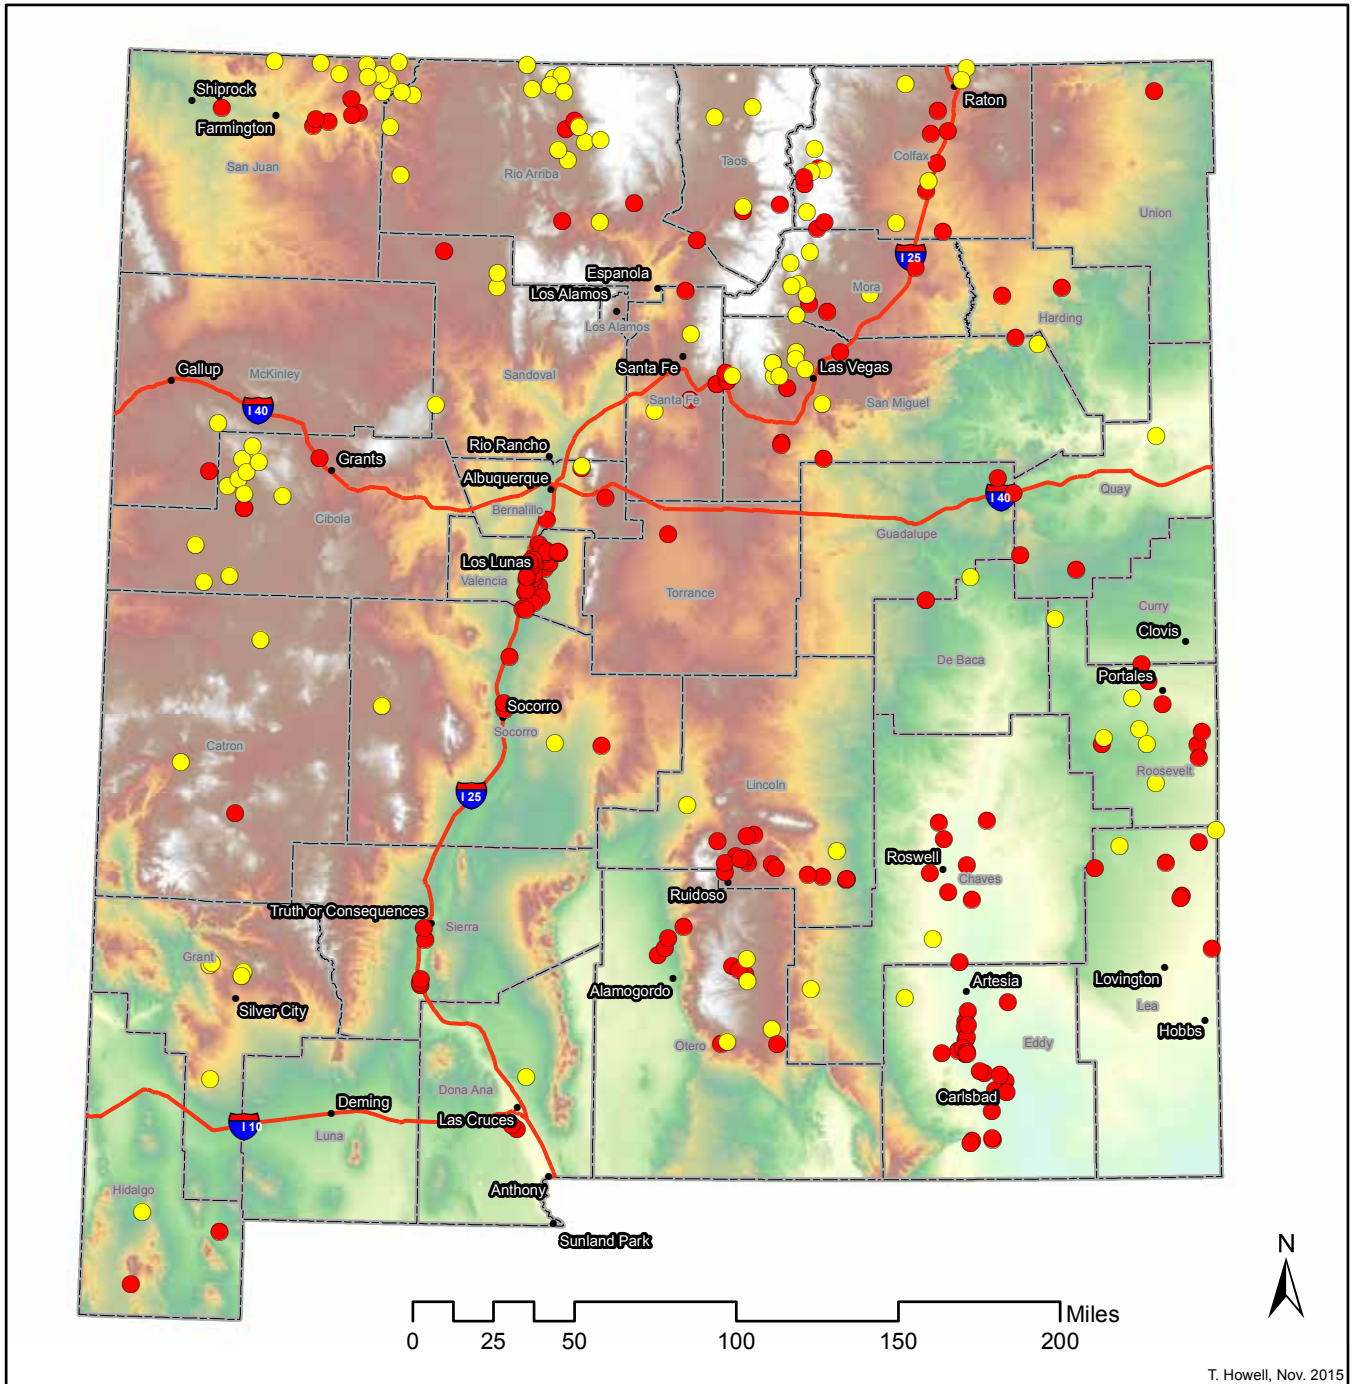 Shiprock
Farmington
San Juan
Rio Arriba
Taos
Colfax
Raton
Union
I 25
Espanola
Los Alamos
Los Alamos
Mora
Harding
Gallup
McKinley
Sandoval
Santa Fe
Santa Fe
Las Vegas
San Miguel
I 40
Grants
Rio Rancho
Albuquerque
Bernalillo
Cibola
I 40
Quay
Guadalupe
Los Lunas
Valencia
Torrance
Curry
Clovis
De Baca
Portales
Socorro
Socorro
Catron
Roosevelt
I 25
Lincoln
Roswell
Chaves
Ruidoso
Truth or Consequences
Sierra
Grant
Silver City
Alamogordo
Artesia
Lovington
Lea
Hobbs
Otero
Eddy
Carlsbad
Dona Ana
Deming
Las Cruces
I 10
Luna
Hidalgo
Anthony
Sunland Park
N
Miles
0 25 50 100 150 200
T. Howell, Nov. 2015